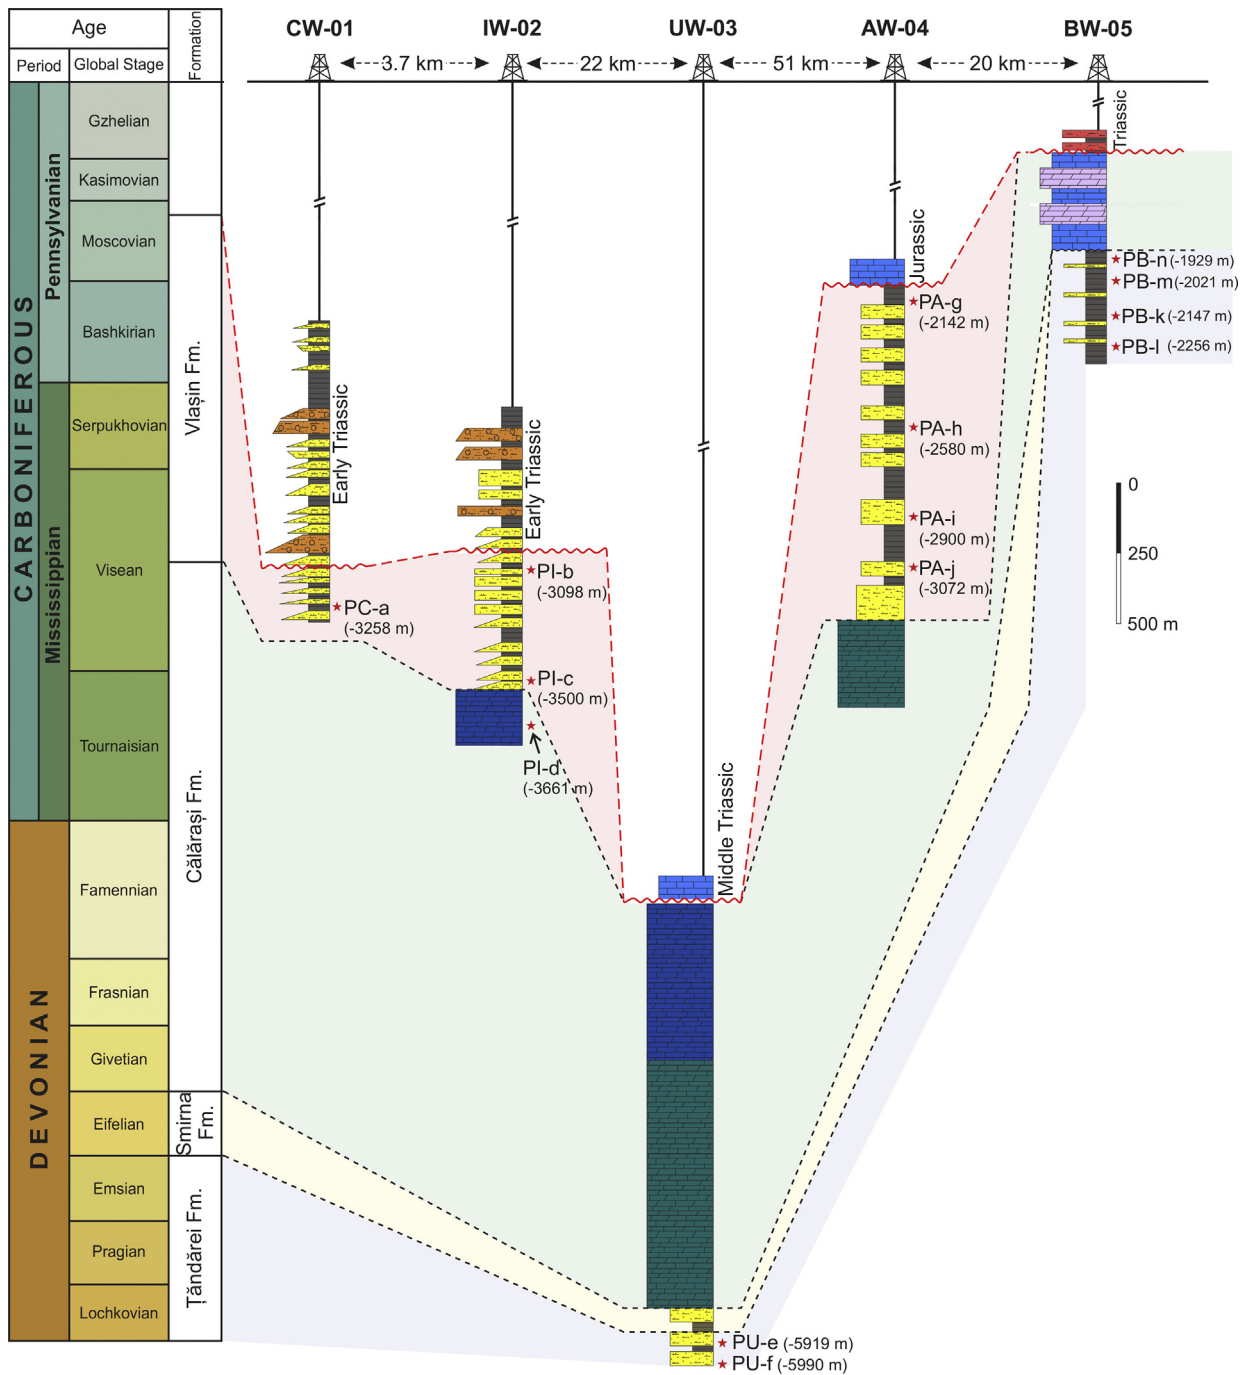 Age
Period
Global Stage
Formation
CW-01
IW-02
UW-03
AW-04
BW-05
3.7 km
22 km
51 km
20 km
CARBONIFEROUS
Pennsylvanian
Mississippian
DEVONIAN
Gzhelian
Kasimovian
Moscovian
Bashkirian
Serpukhovian
Visean
Tournaisian
Famennian
Frasnian
Givetian
Eifelian
Emsian
Pragian
Lochkovian
Vlașin Fm.
Călărași Fm.
Smirna
Fm.
Țăndărei Fm.
Early Triassic
PC-a
(-3258 m)
Early Triassic
PI-b
(-3098 m)
PI-c
(-3500 m)
PI-d
(-3661 m)
Middle Triassic
PU-e (-5919 m)
PU-f (-5990 m)
Jurassic
PA-g
(-2142 m)
PA-h
(-2580 m)
PA-i
(-2900 m)
PA-j
(-3072 m)
Triassic
PB-n (-1929 m)
PB-m (-2021 m)
PB-k (-2147 m)
PB-l (-2256 m)
0
250
500 m